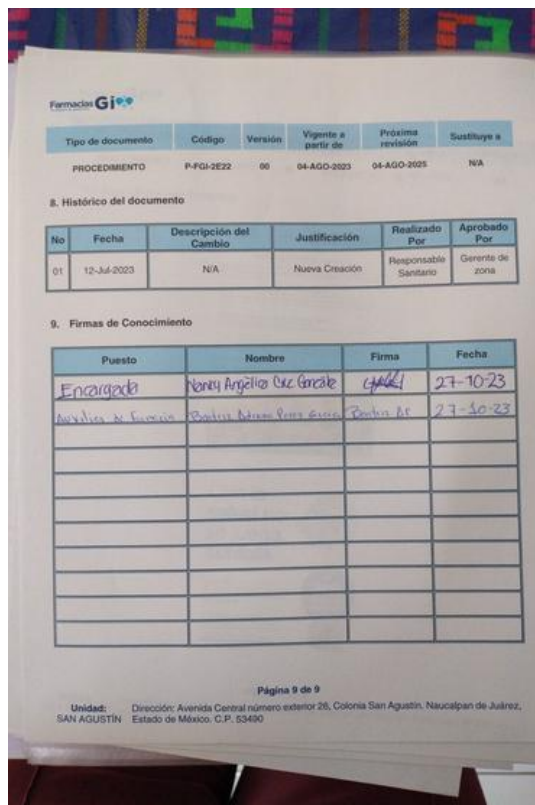 Farmacias Gi
Tipo de documento Código Versión Vigente a partir de Próxima revisión Sustituye a
PROCEDIMIENTO P-FGI-2E22 00 04-AGO-2023 04-AGO-2025 N/A
8. Histórico del documento
No Fecha Descripción del Cambio Justificación Realizado Por Aprobado Por
01 12-Jul-2023 N/A Nueva Creación Responsable Sanitario Gerente de zona
9. Firmas de Conocimiento
Puesto Nombre Firma Fecha
Encargada Nancy Angélica 27-10-23
Auxiliar de Farmacia Beatriz 27-10-23
Página 9 de 9
Unidad: Dirección: Avenida Central número exterior 26, Colonia San Agustín. Naucalpan de Juárez,
SAN AGUSTÍN Estado de México. C.P. 53490